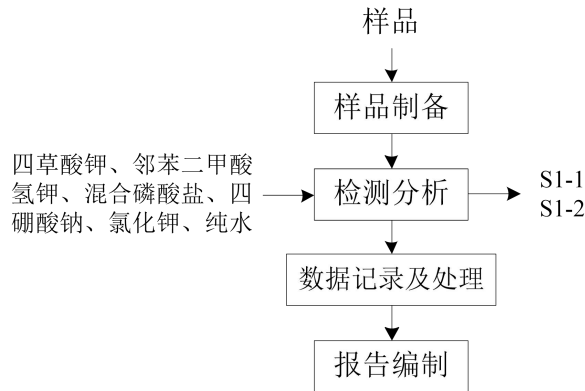 样品
样品制备
四草酸钾、邻苯二甲酸
氢钾、混合磷酸盐、四
硼酸钠、氯化钾、纯水
检测分析
S1-1
S1-2
数据记录及处理
报告编制